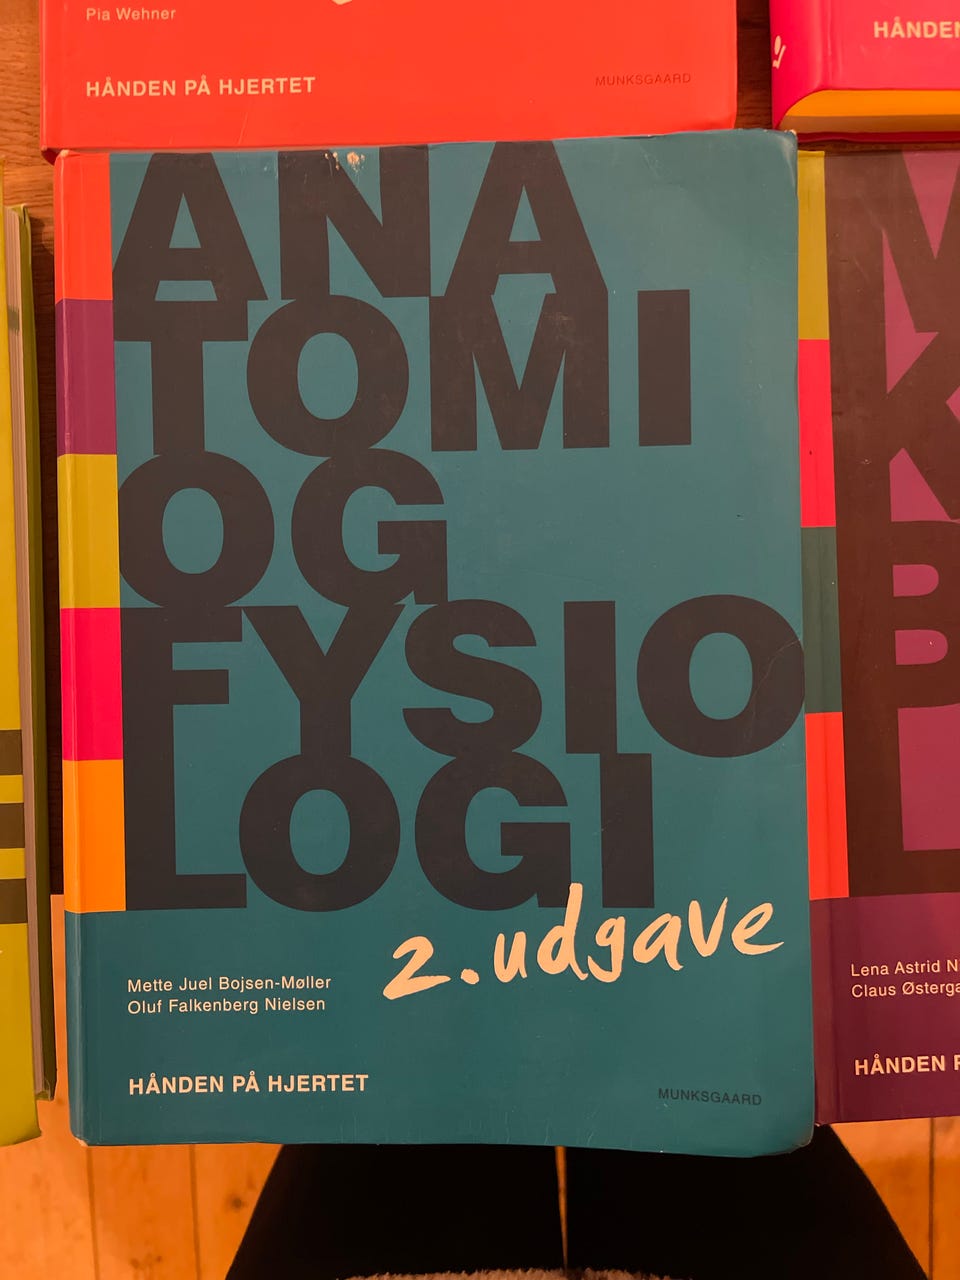 Pia Wehner
HÅNDEN PÅ HJERTET
MUNKSGAARD
HÅNDEN
ANA
TOMI
OG
FYSIO
LOGI
2. udgave
Mette Juel Bojsen-Møller
Oluf Falkenberg Nielsen
HÅNDEN PÅ HJERTET
MUNKSGAARD
Lena Astrid
Claus
HÅNDEN